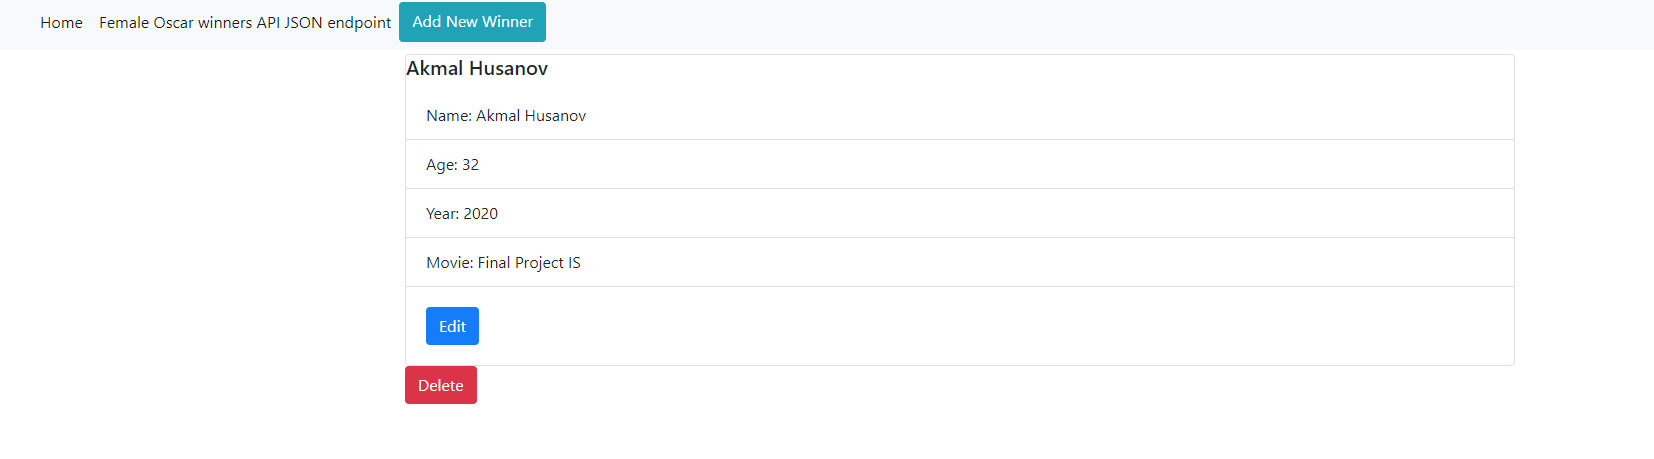 Home Female Oscar winners API JSON endpoint Add New Winner
Akmal Husanov
Name: Akmal Husanov
Age: 32
Year: 2020
Movie: Final Project IS
Edit
Delete